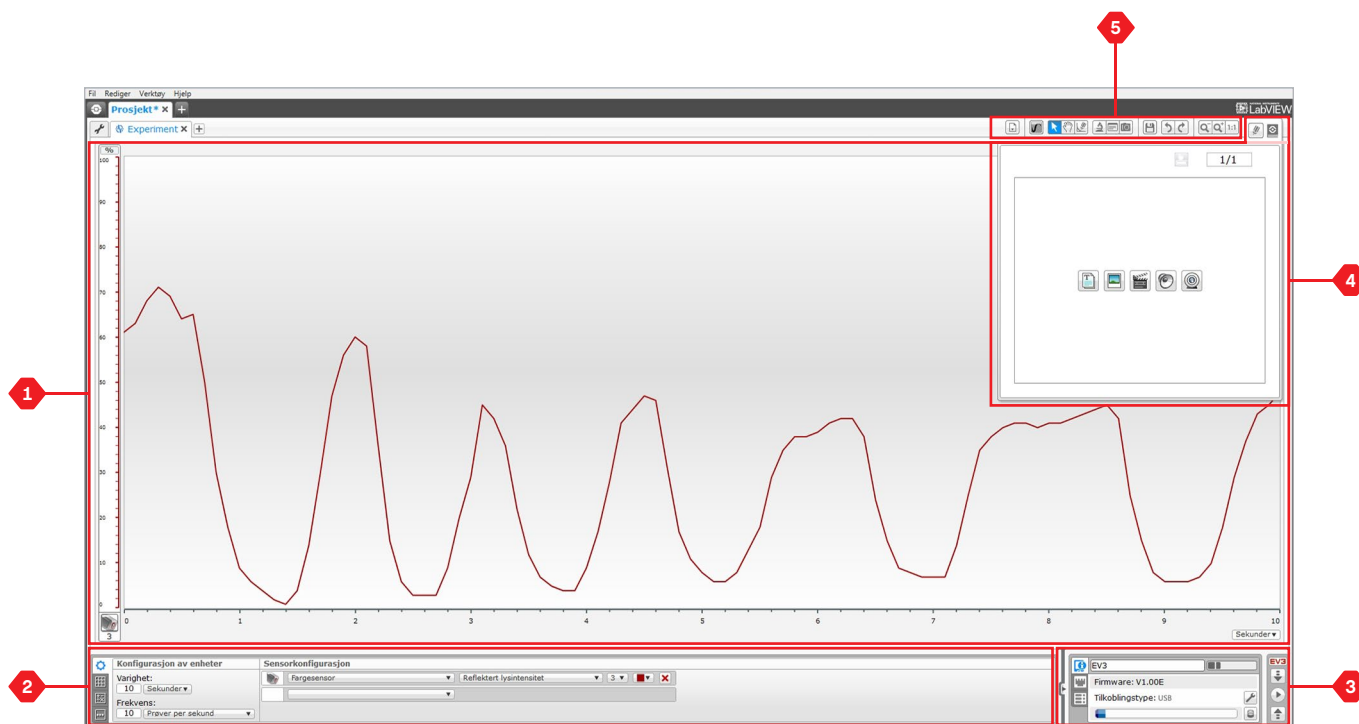 5
Fil Rediger Verktøy Hjelp
Prosjekt* LabVIEW
Experiment
1:1
%
1/1
100
90
80
70
60
50
40
30
20
10
0
4
1
0 1 2 3 4 5 6 7 8 9 10
3
Sekunder
2
Konfigurasjon av enheter
Varighet:
10 Sekunder
Frekvens:
10 Prøver per sekund
Sensorkonfigurasjon
Fargesensor Reflektert lysintensitet 3
EV3
Firmware: V1.00E
Tilkoblingstype: USB
EV3
3